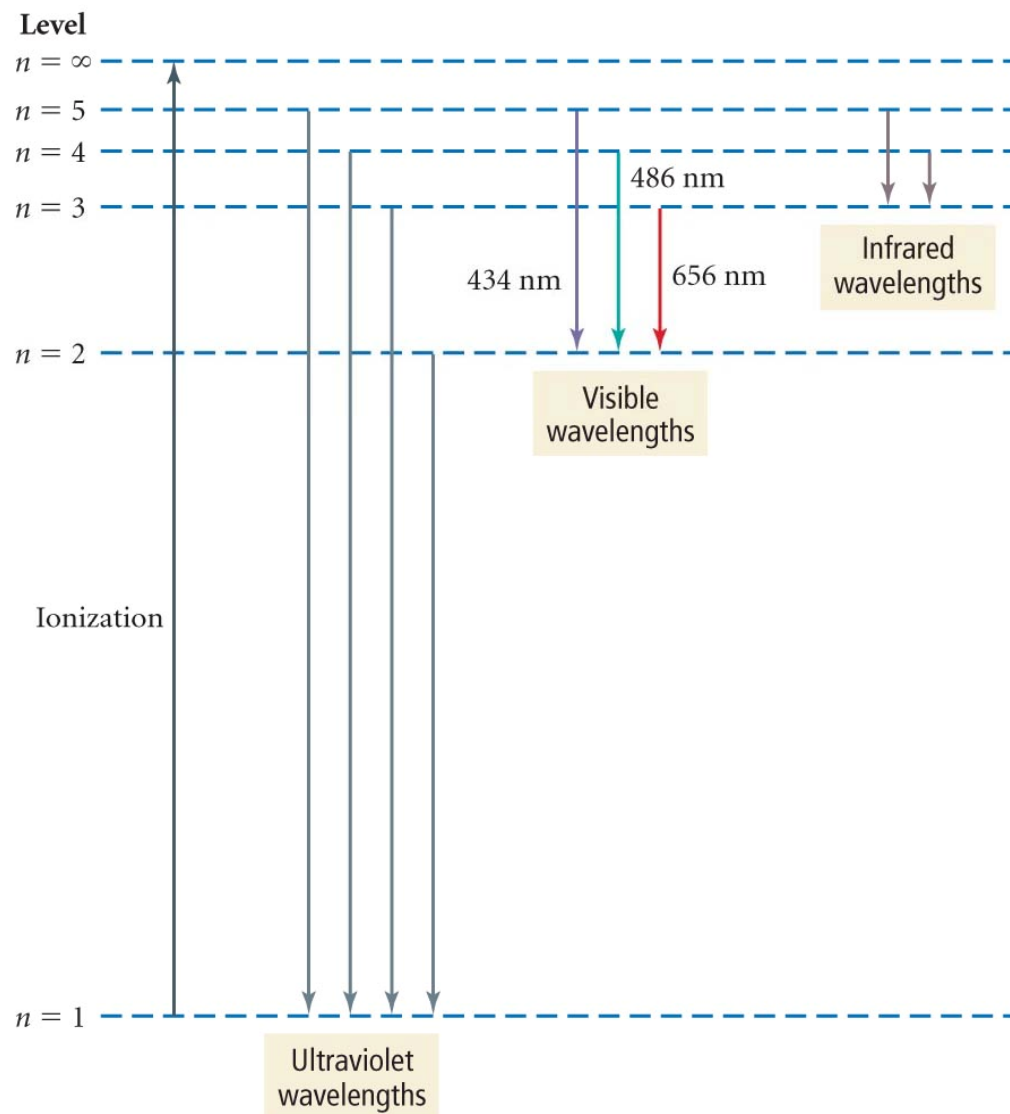 Level
n = ∞
n = 5
n = 4
486 nm
n = 3
Infrared
wavelengths
434 nm
656 nm
n = 2
Visible
wavelengths
Ionization
n = 1
Ultraviolet
wavelengths